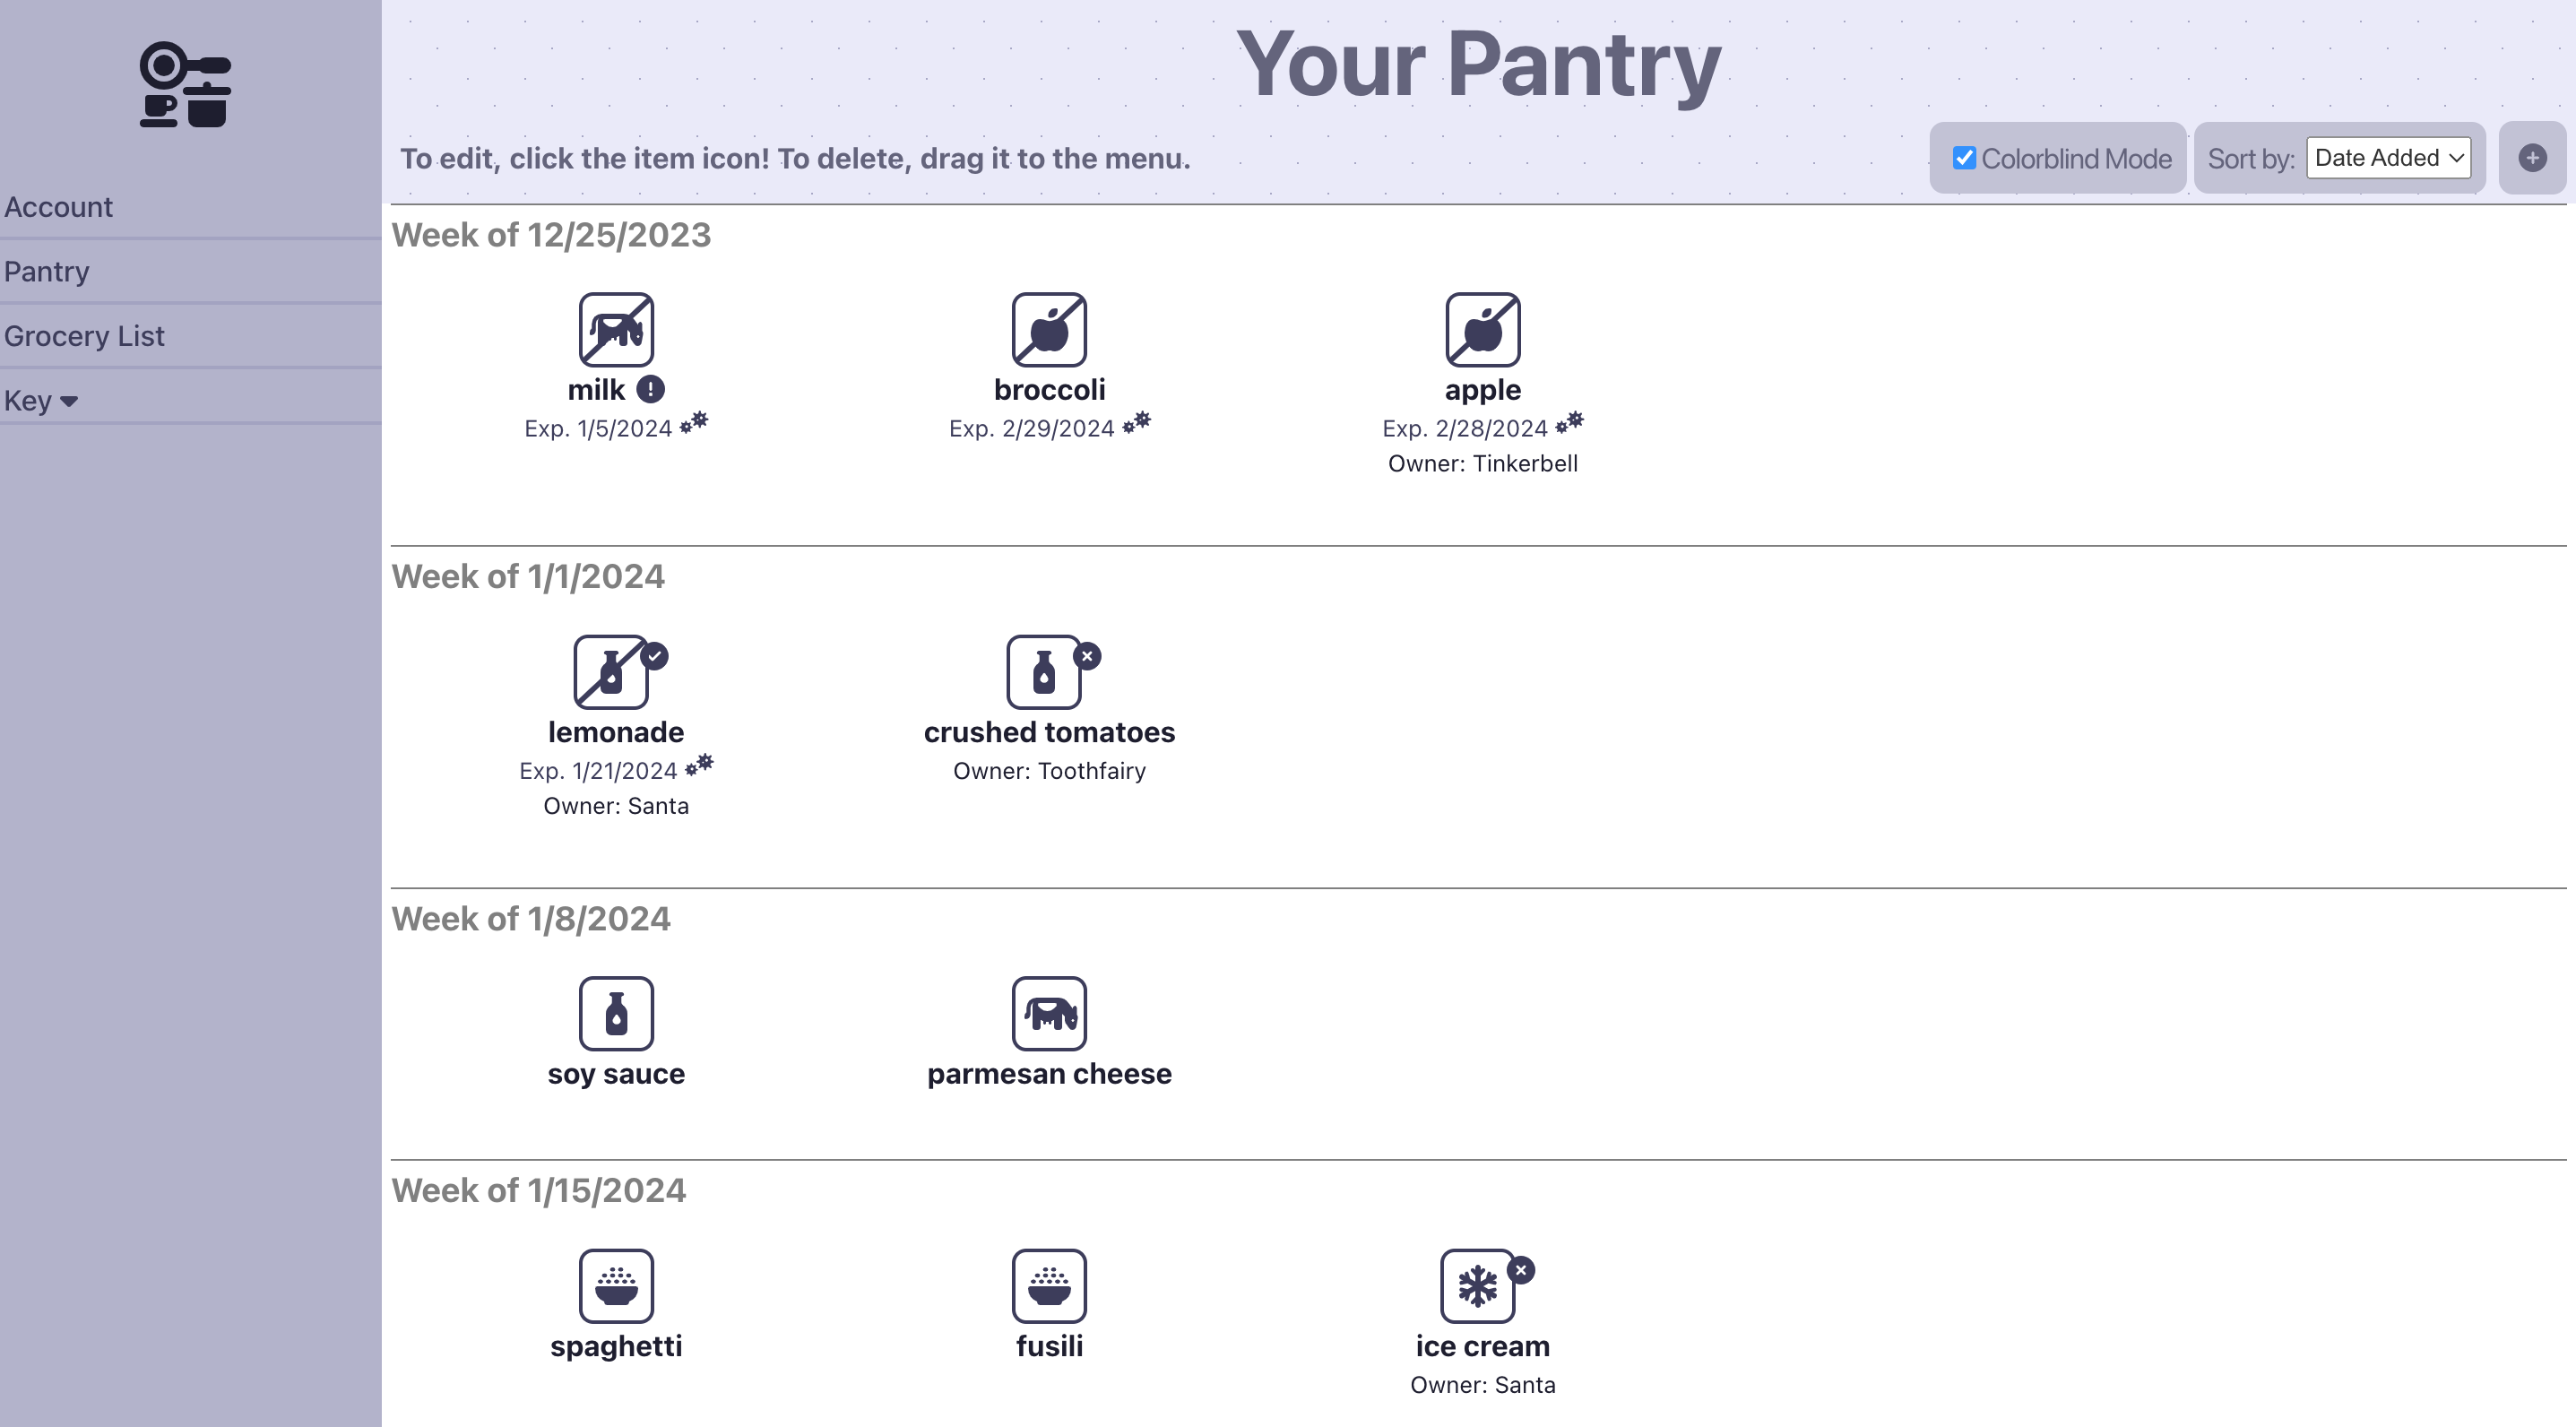 Your Pantry
To edit, click the item icon! To delete, drag it to the menu.
Colorblind Mode
Sort by: Date Added
Account
Pantry
Grocery List
Key
Week of 12/25/2023
milk
Exp. 1/5/2024
broccoli
Exp. 2/29/2024
apple
Exp. 2/28/2024
Owner: Tinkerbell
Week of 1/1/2024
lemonade
Exp. 1/21/2024
Owner: Santa
crushed tomatoes
Owner: Toothfairy
Week of 1/8/2024
soy sauce
parmesan cheese
Week of 1/15/2024
spaghetti
fusili
ice cream
Owner: Santa